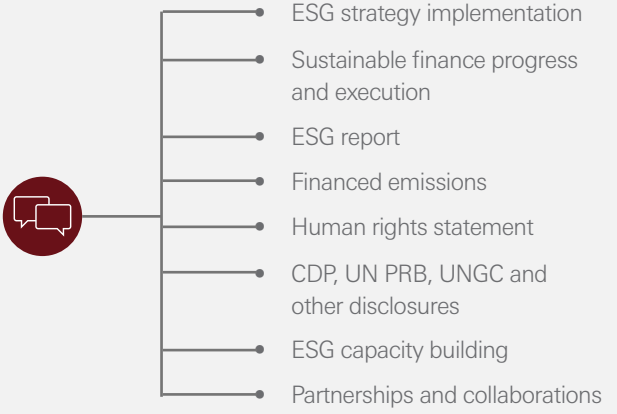 ESG strategy implementation
Sustainable finance progress
and execution
ESG report
Financed emissions
Human rights statement
CDP, UN PRB, UNGC and
other disclosures
ESG capacity building
Partnerships and collaborations